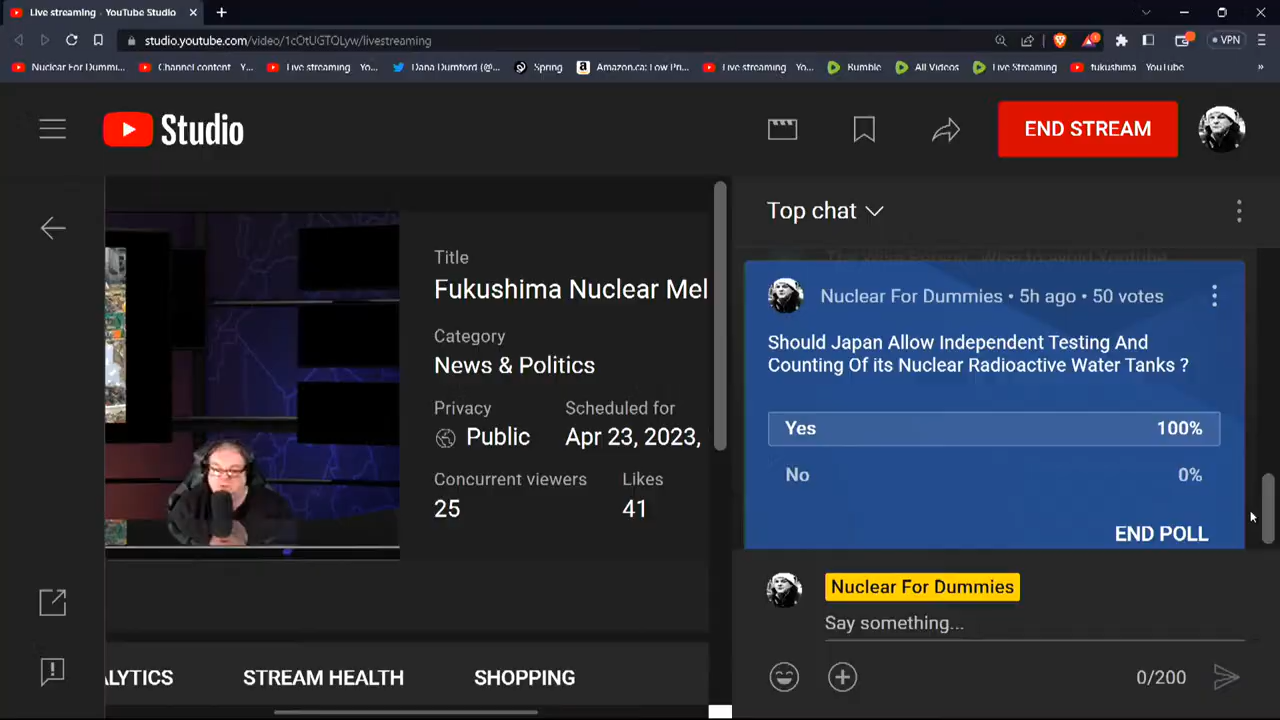 Live streaming - YouTube Studio
studio.youtube.com/video/1cOtUGTOLyw/livestreaming
VPN
Nuclear For Dummi...
Channel content - Y...
Live streaming - Yo...
Dana Durnford (@...
Spring
Amazon.ca: Low Pri...
Live streaming - Yo...
Rumble
All Videos
Live Streaming
fukushima - YouTube
»
Studio
END STREAM
Top chat
Title
Fukushima Nuclear Mel
Category
News & Politics
Privacy
Scheduled for
Public
Apr 23, 2023,
Concurrent viewers
Likes
25
41
Nuclear For Dummies • 5h ago • 50 votes
Should Japan Allow Independent Testing And
Counting Of its Nuclear Radioactive Water Tanks ?
Yes
100%
No
0%
END POLL
Nuclear For Dummies
Say something...
0/200
ALYTICS
STREAM HEALTH
SHOPPING